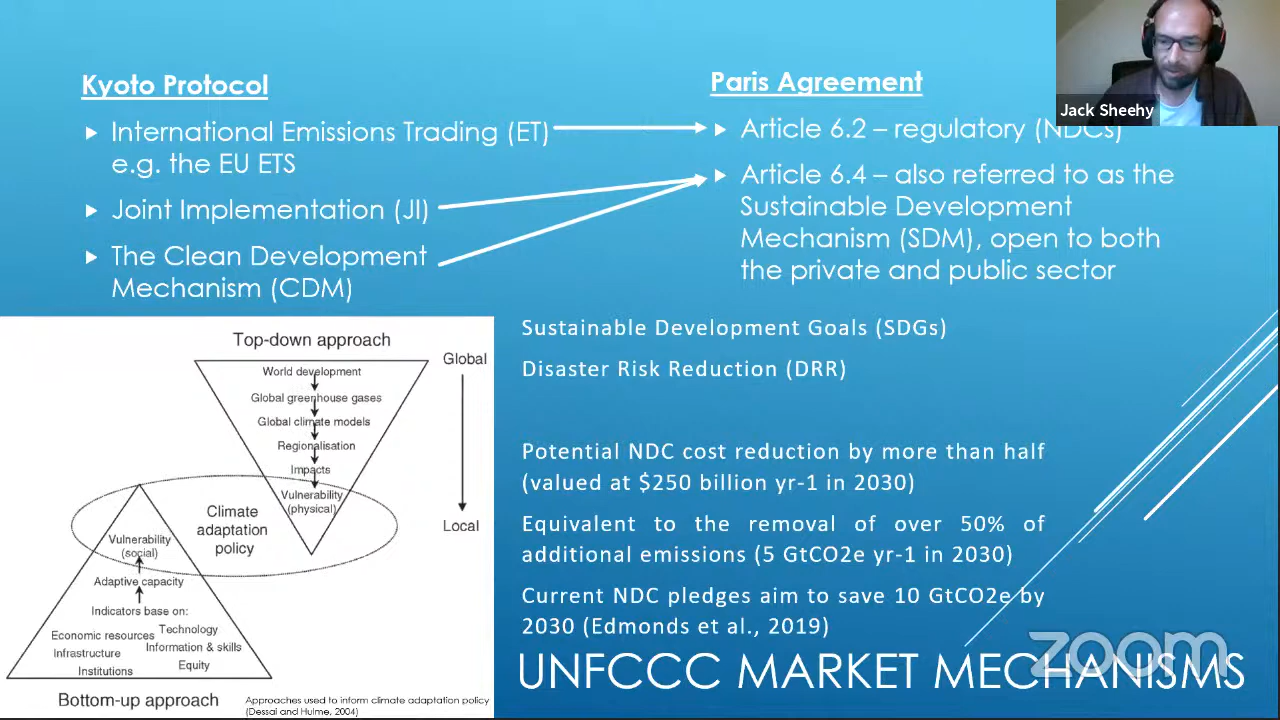 Kyoto Protocol
International Emissions Trading (ET)
e.g. the EU ETS
Joint Implementation (JI)
The Clean Development
Mechanism (CDM)
Paris Agreement
Article 6.2 – regulatory (NDCs)
Article 6.4 – also referred to as the
Sustainable Development
Mechanism (SDM), open to both
the private and public sector
Jack Sheehy
Top-down approach
World development
Global greenhouse gases
Global climate models
Regionalisation
Impacts
Vulnerability
(physical)
Global
Local
Climate
adaptation
policy
Vulnerability
(social)
Adaptive capacity
Indicators base on:
Economic resources
Technology
Infrastructure
Information & skills
Institutions
Equity
Bottom-up approach
Approaches used to inform climate adaptation policy
(Dessai and Hulme, 2004)
Sustainable Development Goals (SDGs)
Disaster Risk Reduction (DRR)
Potential NDC cost reduction by more than half
(valued at $250 billion yr-1 in 2030)
Equivalent to the removal of over 50% of
additional emissions (5 GtCO2e yr-1 in 2030)
Current NDC pledges aim to save 10 GtCO2e by
2030 (Edmonds et al., 2019)
UNFCCC MARKET MECHANISMS
zoom